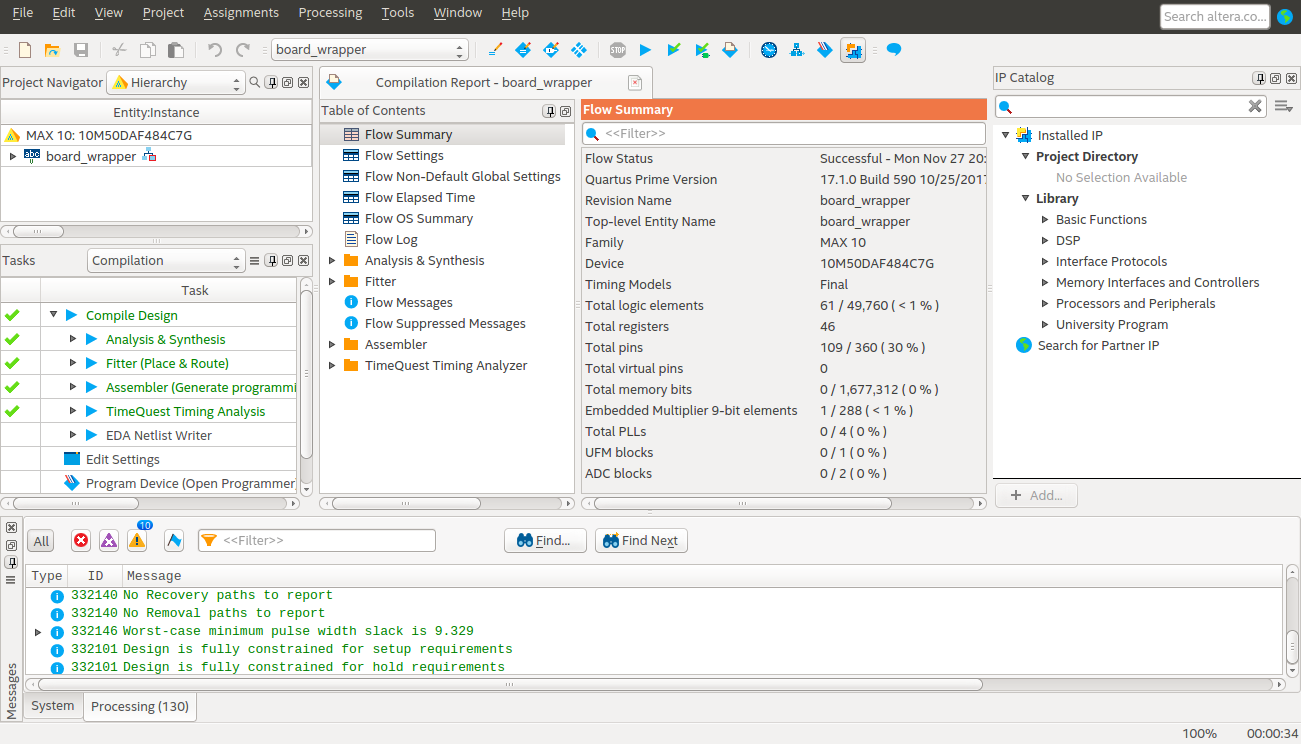 File Edit View Project Assignments Processing Tools Window Help
Search altera.co...
board_wrapper
STOP
Project Navigator Hierarchy
Entity:Instance
MAX 10: 10M50DAF484C7G
abc board_wrapper
Tasks Compilation
Task
Compile Design
Analysis & Synthesis
Fitter (Place & Route)
Assembler (Generate programmi
TimeQuest Timing Analysis
EDA Netlist Writer
Edit Settings
Program Device (Open Programmer
Compilation Report - board_wrapper
Table of Contents
Flow Summary
Flow Settings
Flow Non-Default Global Settings
Flow Elapsed Time
Flow OS Summary
Flow Log
Analysis & Synthesis
Fitter
Flow Messages
Flow Suppressed Messages
Assembler
TimeQuest Timing Analyzer
Flow Summary
<<Filter>>
Flow Status Successful - Mon Nov 27 20:
Quartus Prime Version 17.1.0 Build 590 10/25/2017
Revision Name board_wrapper
Top-level Entity Name board_wrapper
Family MAX 10
Device 10M50DAF484C7G
Timing Models Final
Total logic elements 61 / 49,760 ( < 1 % )
Total registers 46
Total pins 109 / 360 ( 30 % )
Total virtual pins 0
Total memory bits 0 / 1,677,312 ( 0 % )
Embedded Multiplier 9-bit elements 1 / 288 ( < 1 % )
Total PLLs 0 / 4 ( 0 % )
UFM blocks 0 / 1 ( 0 % )
ADC blocks 0 / 2 ( 0 % )
IP Catalog
Installed IP
Project Directory
No Selection Available
Library
Basic Functions
DSP
Interface Protocols
Memory Interfaces and Controllers
Processors and Peripherals
University Program
Search for Partner IP
+ Add...
All 10 <<Filter>> Find... Find Next
Type ID Message
332140 No Recovery paths to report
332140 No Removal paths to report
332146 Worst-case minimum pulse width slack is 9.329
332101 Design is fully constrained for setup requirements
332101 Design is fully constrained for hold requirements
Messages
System Processing (130)
100% 00:00:34